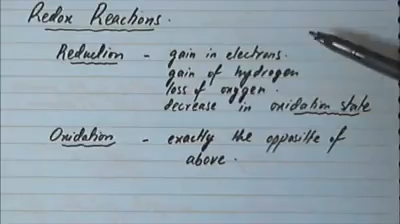 Redox Reactions.
Reduction - gain in electrons.
gain of hydrogen
loss of oxygen.
decrease in oxidation state
Oxidation - exactly the oppositte of
above.